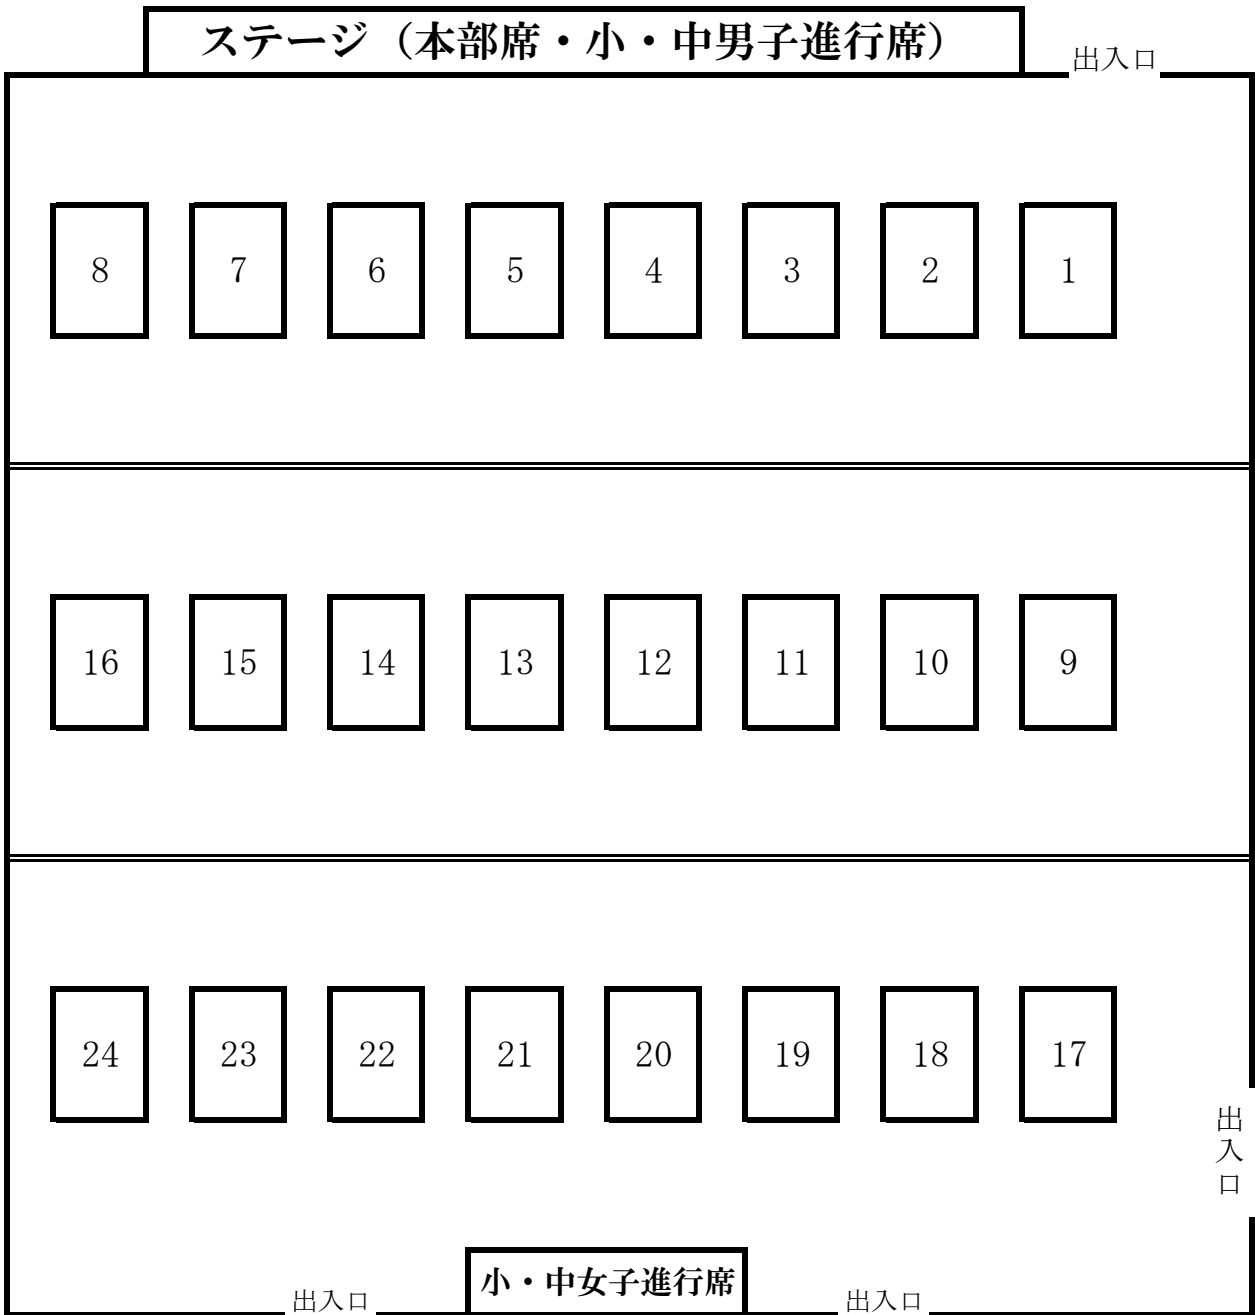 ステージ（本部席・小・中男子進行席）
出入口
8 7 6 5 4 3 2 1
16 15 14 13 12 11 10 9
24 23 22 21 20 19 18 17
出入口
小・中女子進行席
出入口 出入口